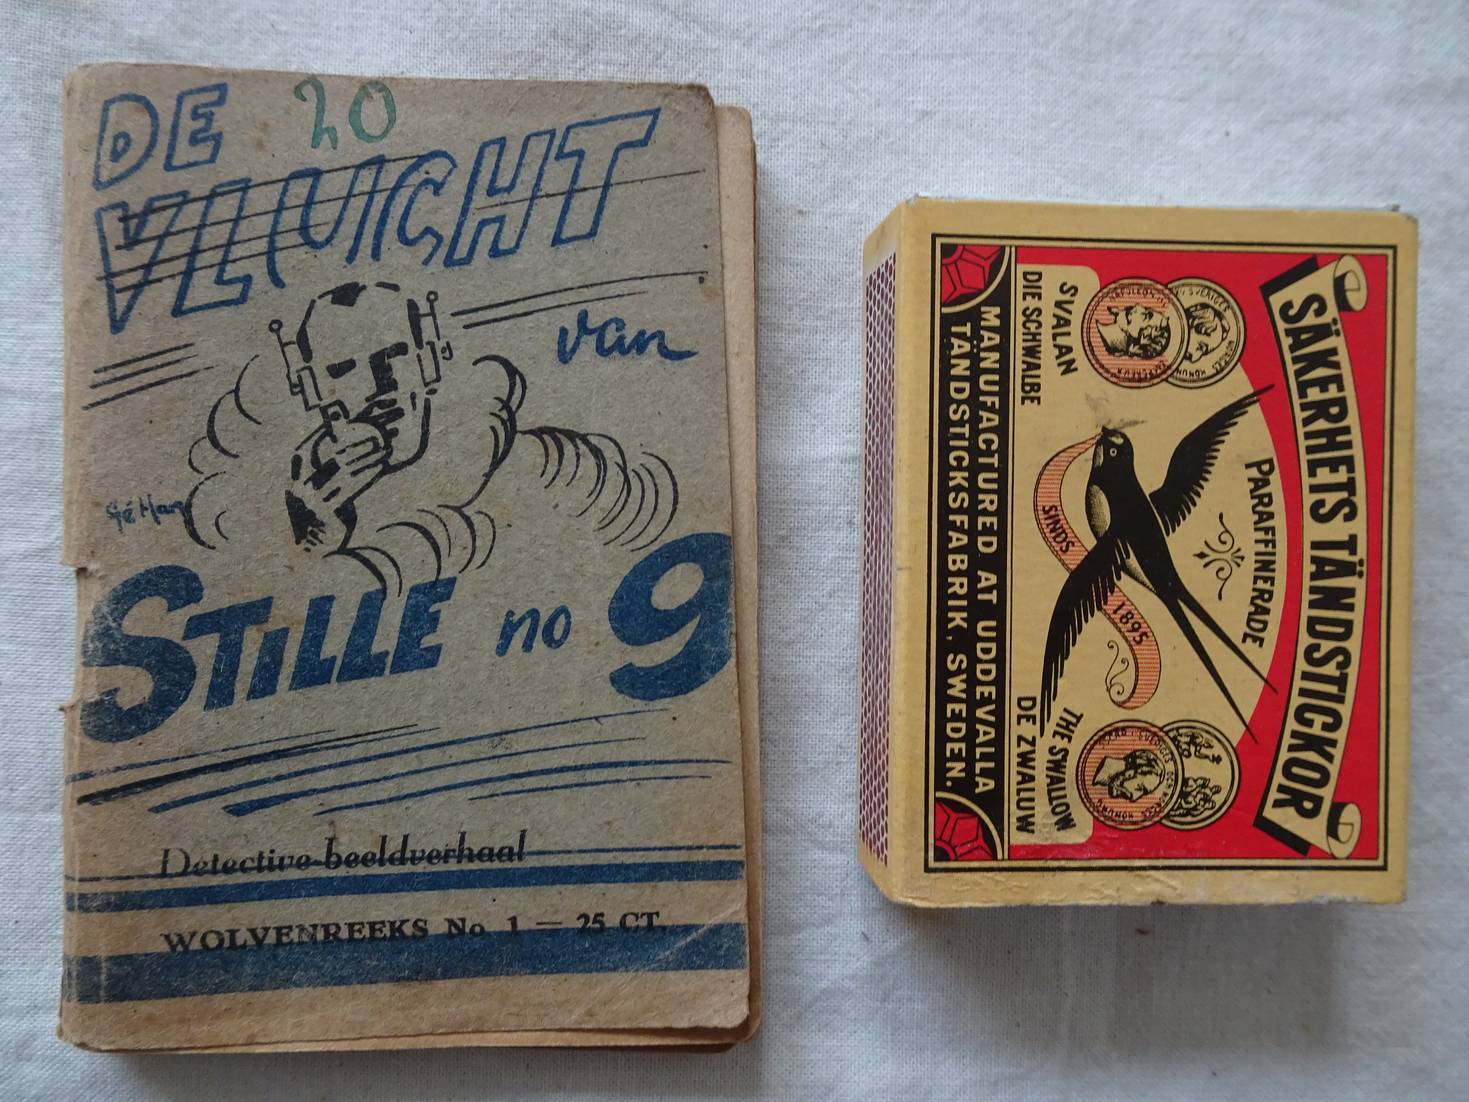 DE 20
VLUCHT
van
Gé Han
STILLE no 9
Detective-beeldverhaal
WOLVENREEKS No 1 — 25 CT.
SÄKERHETS TÄNDSTICKOR
PARAFFINERADE
SINDS 1895
SVALAN
DIE SCHWALBE
THE SWALLOW
DE ZWALUW
MANUFACTURED AT UDDEVALLA
TÄNDSTICKSFABRIK, SWEDEN.